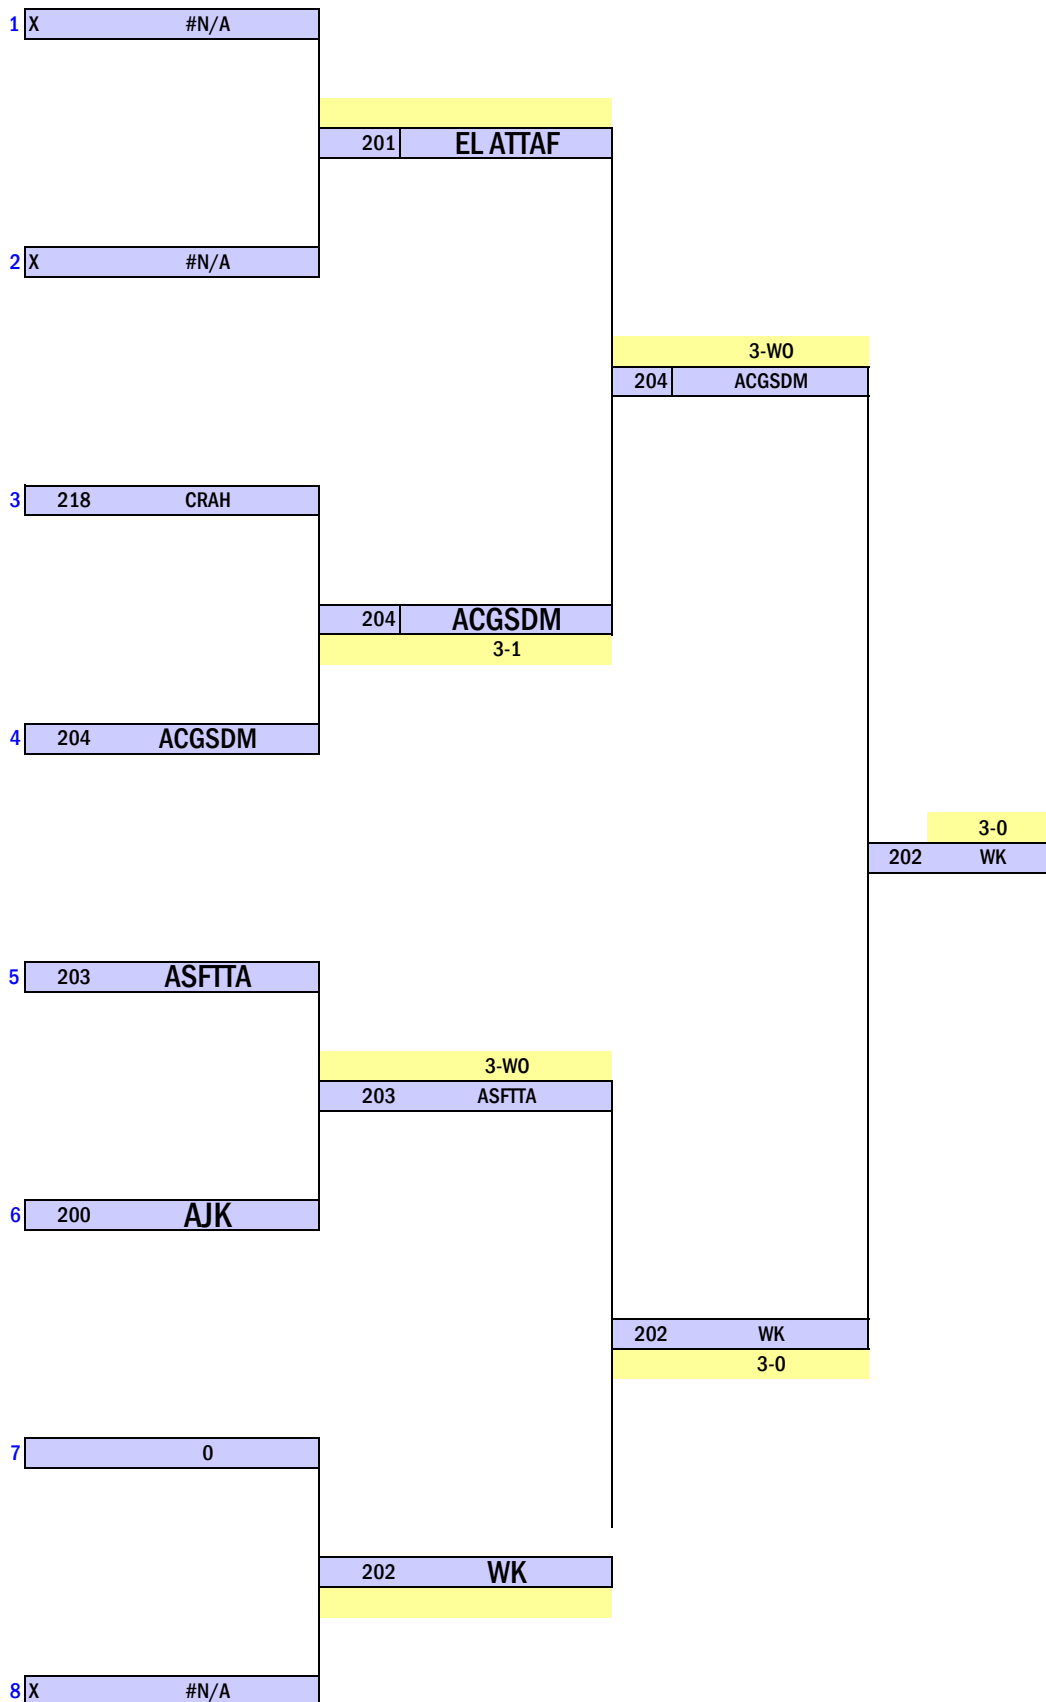 1 X #N/A
201 EL ATTAF
2 X #N/A
3-WO
204 ACGSDM
3 218 CRAH
204 ACGSDM
3-1
4 204 ACGSDM
3-0
202 WK
5 203 ASFTTA
3-WO
203 ASFTTA
6 200 AJK
202 WK
3-0
7 0
202 WK
8 X #N/A